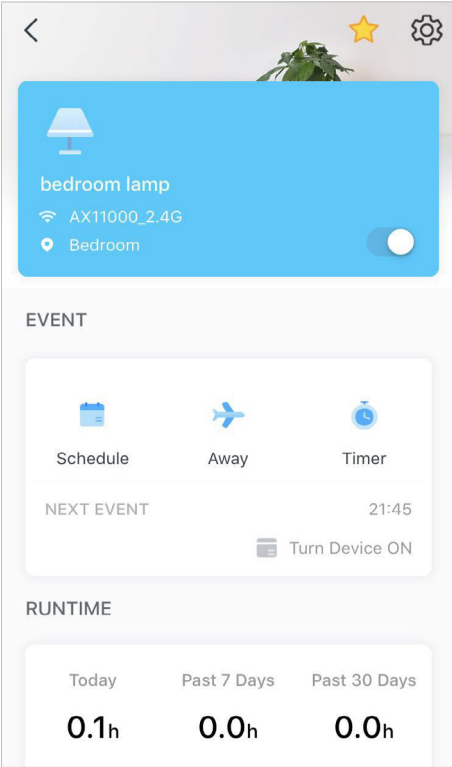 bedroom lamp
AX11000_2.4G
Bedroom
EVENT
Schedule Away Timer
NEXT EVENT 21:45
Turn Device ON
RUNTIME
Today Past 7 Days Past 30 Days
0.1h 0.0h 0.0h